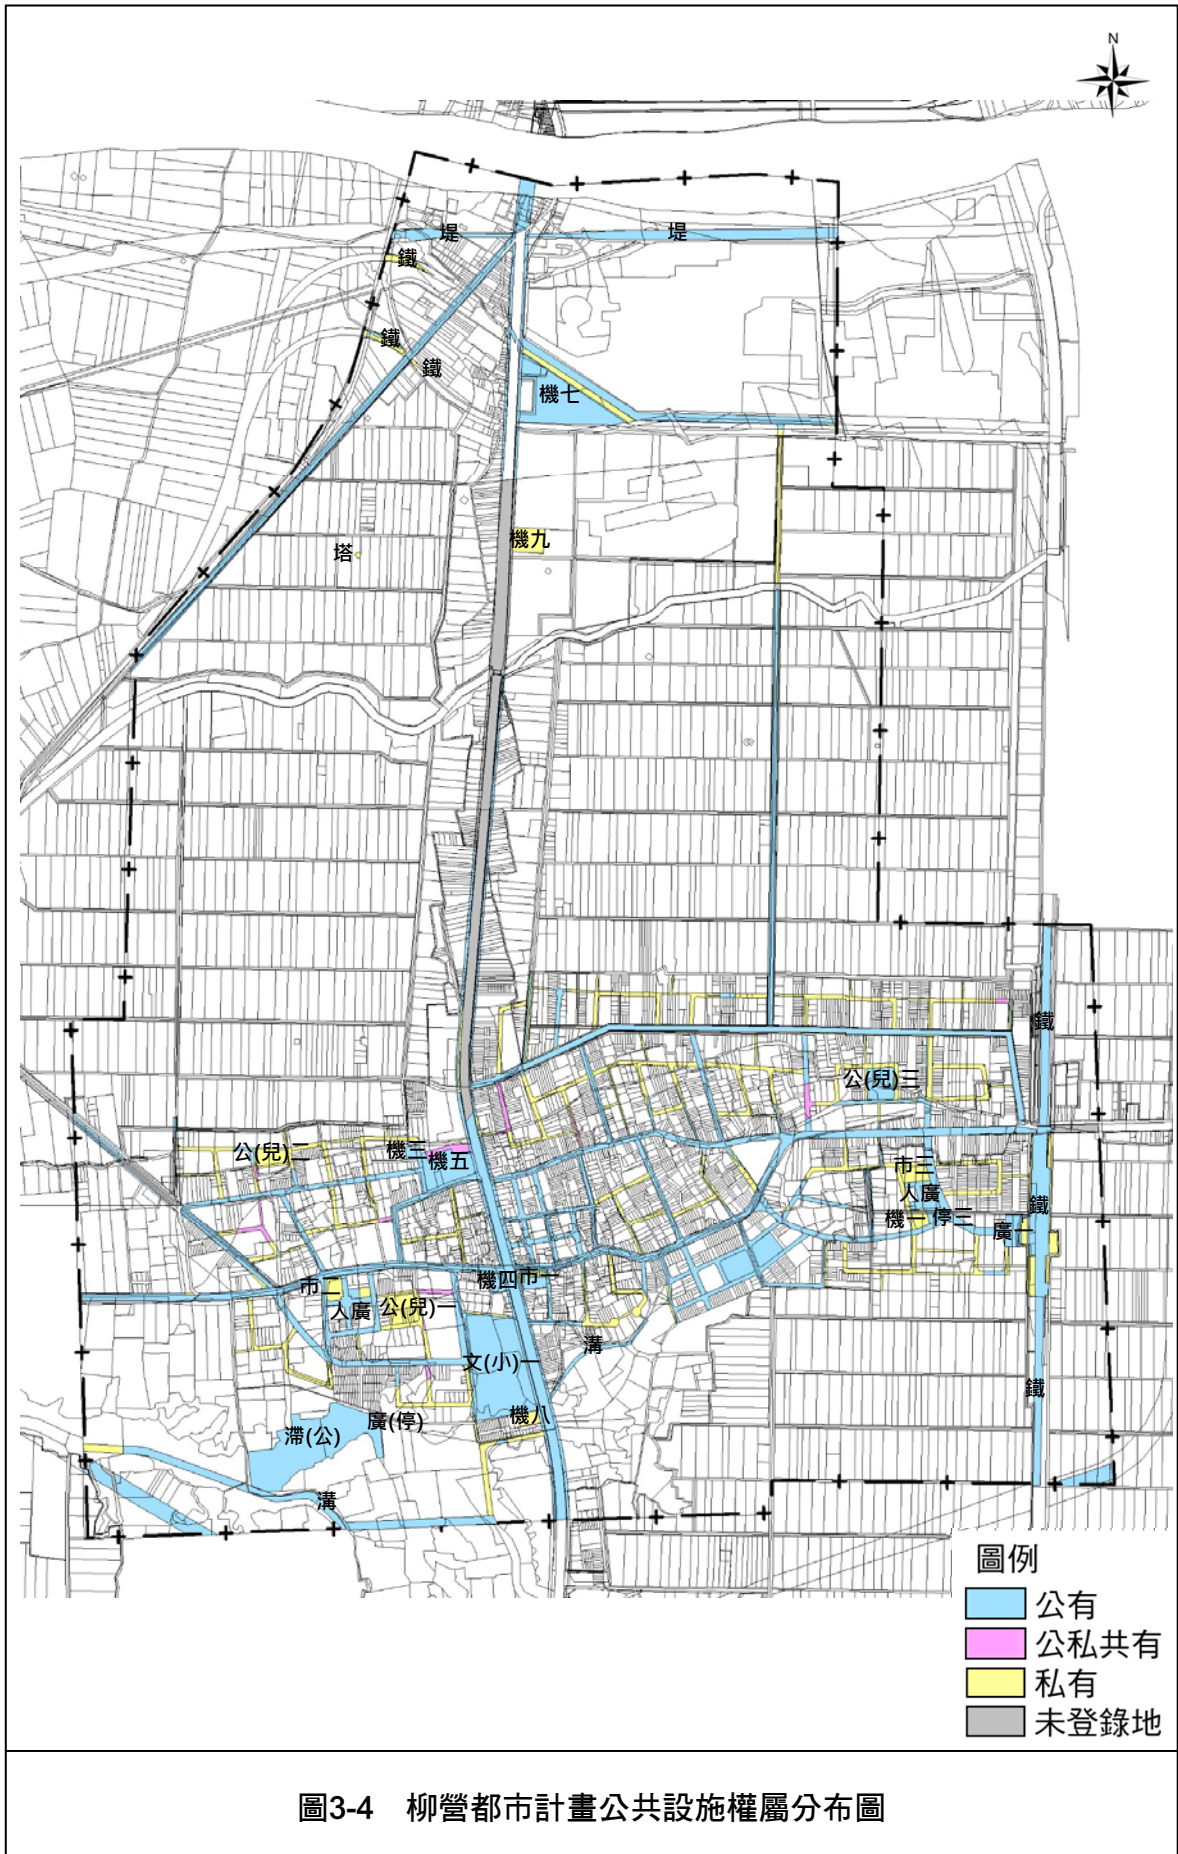 N
堤
堤
鐵
鐵
鐵
機七
機九
塔
鐵
公(兒)三
公(兒)二
機三
機五
市三
人廣
機一
停三
廣一
鐵
機四
市一
市二
人廣
公(兒)一
溝
文(小)一
鐵
機八
廣(停)
滯(公)
溝
圖例
公有
公私共有
私有
未登錄地
圖3-4 柳營都市計畫公共設施權屬分布圖